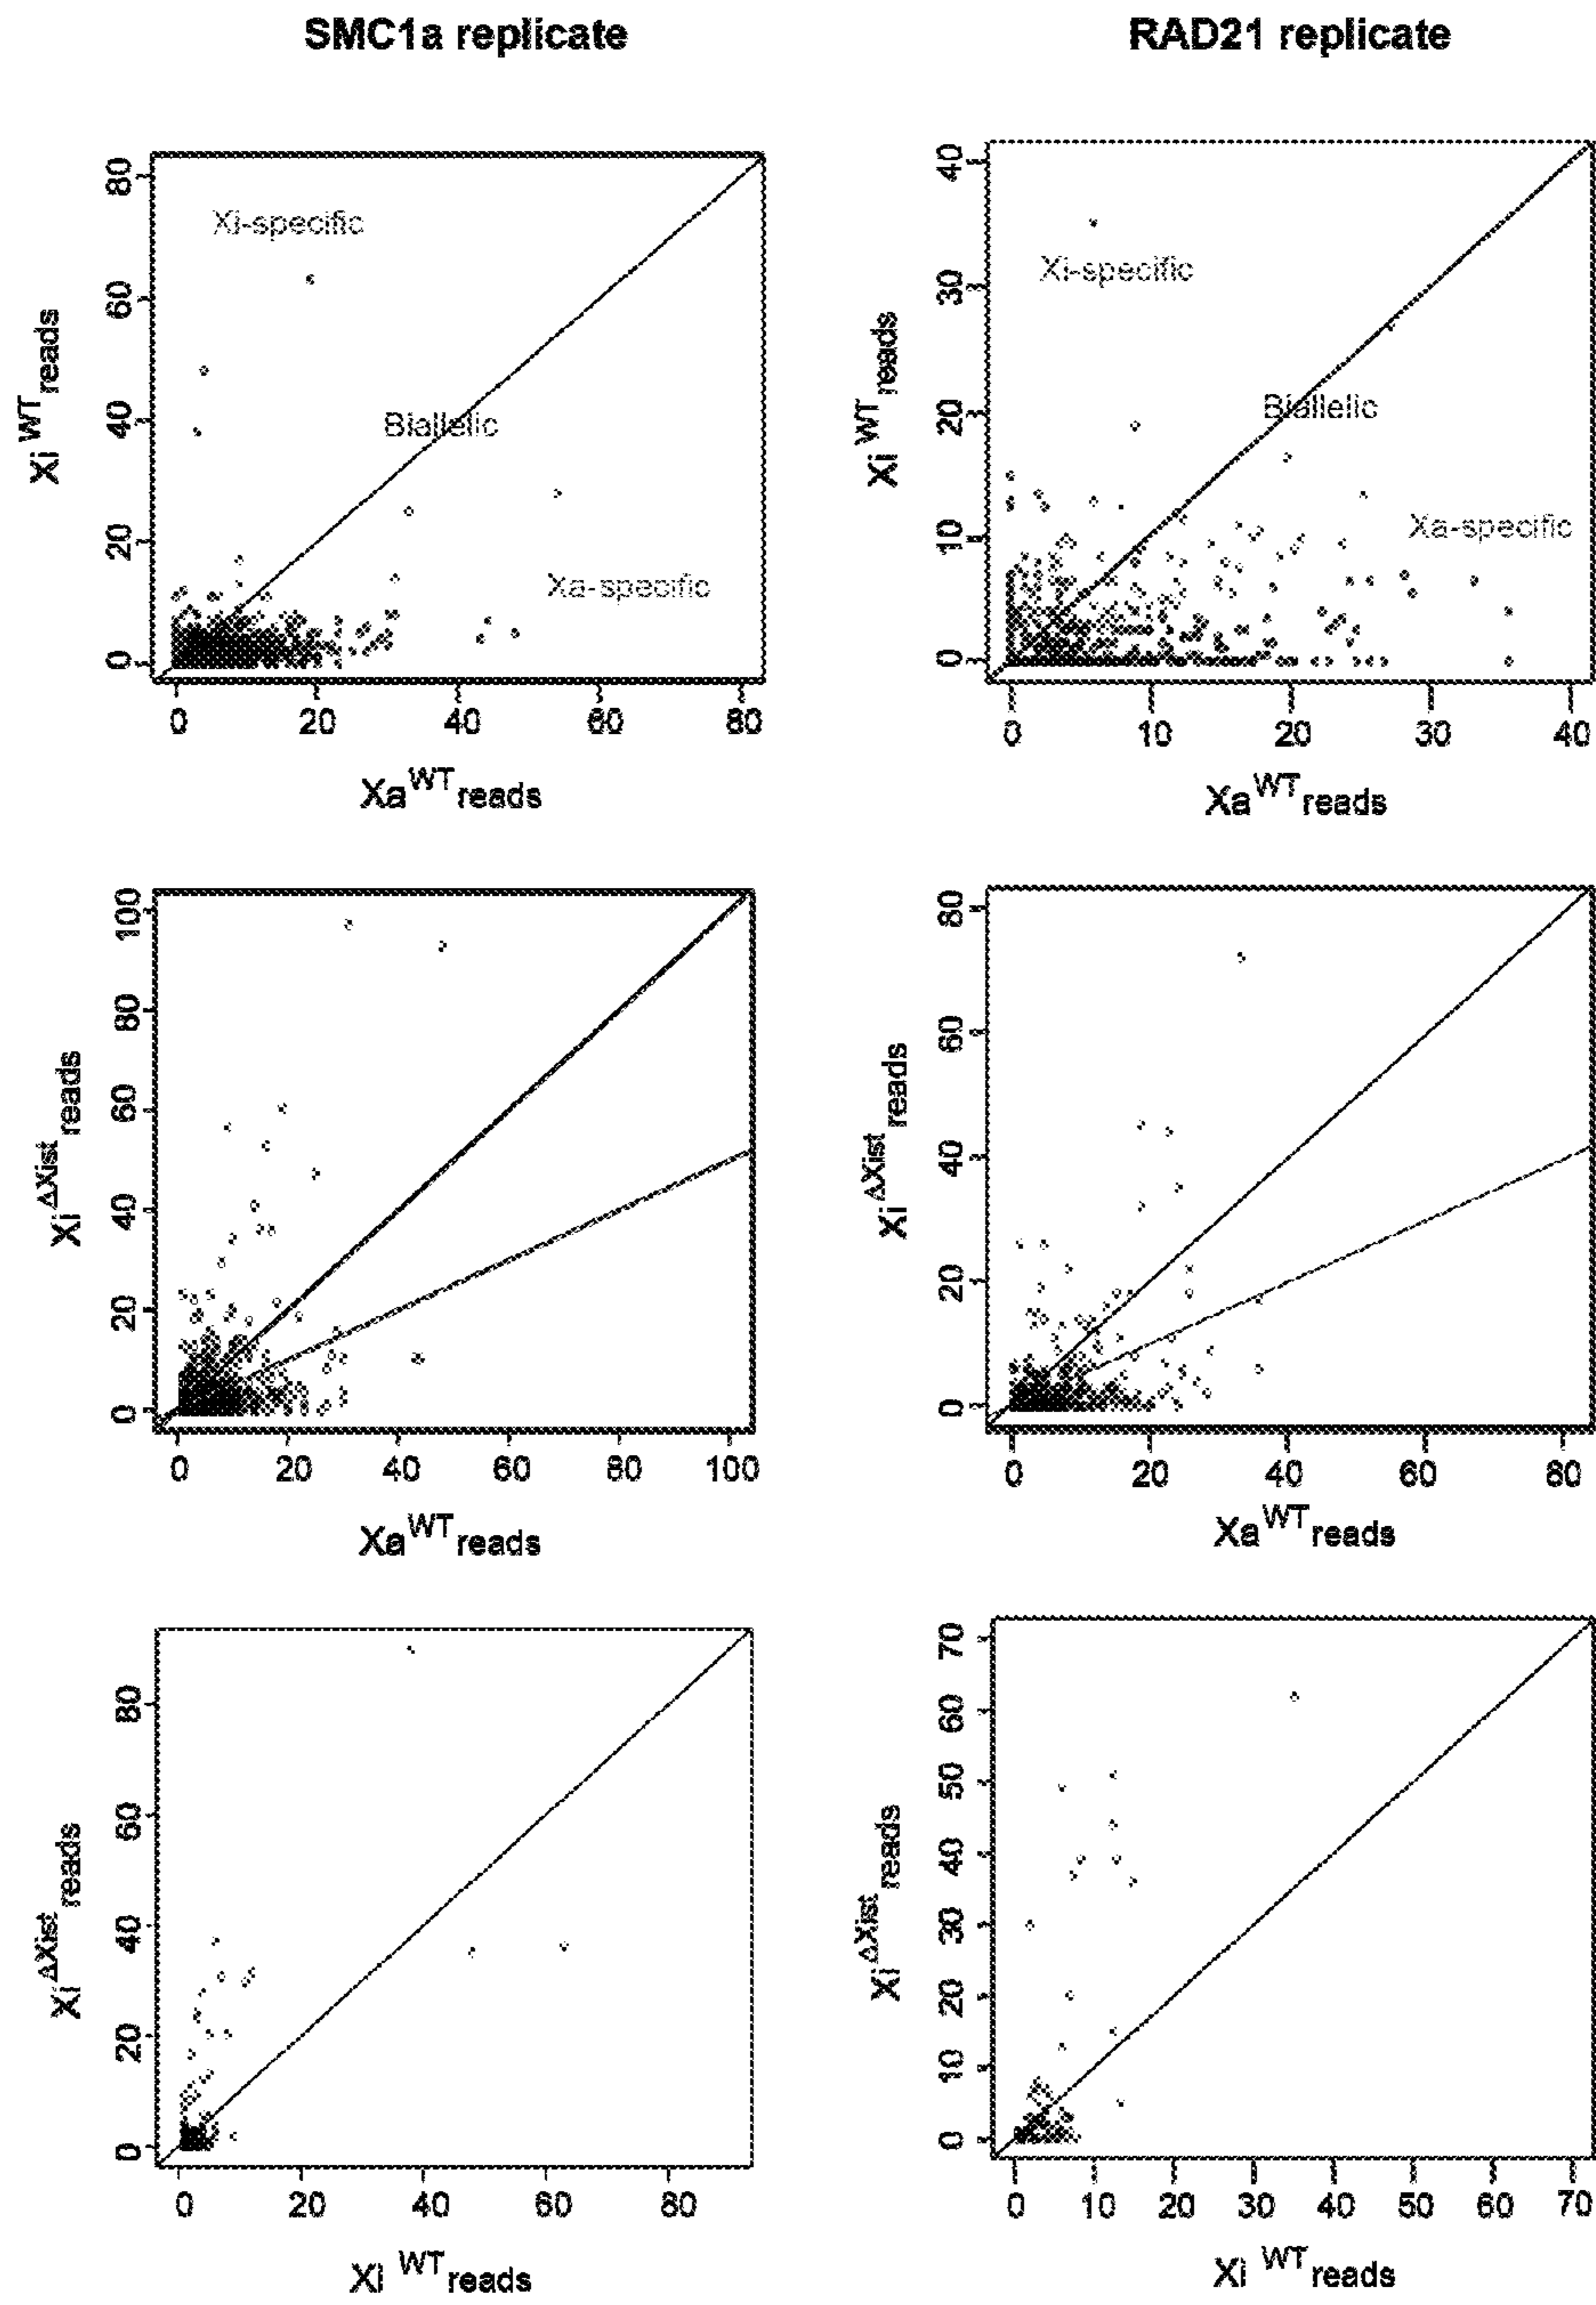 SMC1a replicate
RAD21 replicate
Xi WT reads
80
60
40
20
0
Xi-specific
Biallelic
Xa-specific
0 20 40 60 80
Xa WT reads
Xi WT reads
40
30
20
10
0
Xi-specific
Biallelic
Xa-specific
0 10 20 30 40
Xa WT reads
Xi ΔXist reads
100
80
60
40
20
0
0 20 40 60 80 100
Xa WT reads
Xi ΔXist reads
80
60
40
20
0
0 20 40 60 80
Xa WT reads
Xi ΔXist reads
80
60
40
20
0
0 20 40 60 80
Xi WT reads
Xi ΔXist reads
70
60
50
40
30
20
10
0
0 10 20 30 40 50 60 70
Xi WT reads